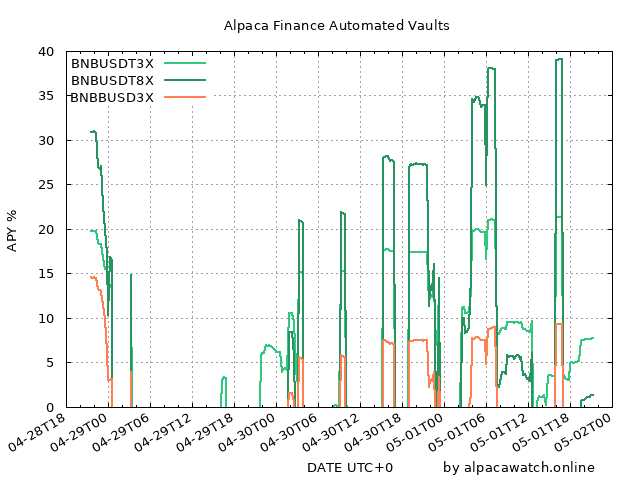 Alpaca Finance Automated Vaults
BNBUSDT3X
BNBUSDT8X
BNBBUSD3X
APY %
40
35
30
25
20
15
10
5
0
04-28T18
04-29T00
04-29T06
04-29T12
04-29T18
04-30T00
04-30T06
04-30T12
04-30T18
05-01T00
05-01T06
05-01T12
05-01T18
05-02T00
DATE UTC+0 by alpacawatch.online